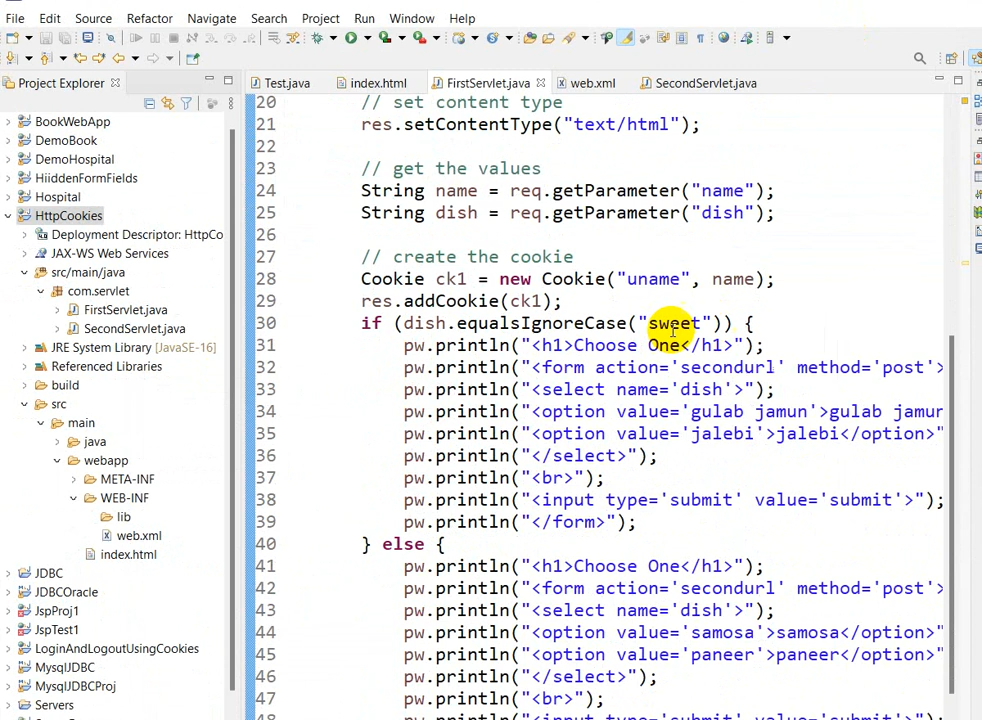 File Edit Source Refactor Navigate Search Project Run Window Help
Project Explorer
Test.java index.html FirstServlet.java web.xml SecondServlet.java
BookWebApp
DemoBook
DemoHospital
HiiddenFormFields
Hospital
HttpCookies
Deployment Descriptor: HttpCo
JAX-WS Web Services
src/main/java
com.servlet
FirstServlet.java
SecondServlet.java
JRE System Library [JavaSE-16]
Referenced Libraries
build
src
main
java
webapp
META-INF
WEB-INF
lib
web.xml
index.html
JDBC
JDBCOracle
JspProj1
JspTest1
LoginAndLogoutUsingCookies
MysqlJDBC
MysqlJDBCProj
Servers
20 // set content type
21 res.setContentType("text/html");
22
23 // get the values
24 String name = req.getParameter("name");
25 String dish = req.getParameter("dish");
26
27 // create the cookie
28 Cookie ck1 = new Cookie("uname", name);
29 res.addCookie(ck1);
30 if (dish.equalsIgnoreCase("sweet")) {
31 pw.println("<h1>Choose One</h1>");
32 pw.println("<form action='secondurl' method='post'>
33 pw.println("<select name='dish'>");
34 pw.println("<option value='gulab jamun'>gulab jamur
35 pw.println("<option value='jalebi'>jalebi</option>"
36 pw.println("</select>");
37 pw.println("<br>");
38 pw.println("<input type='submit' value='submit'>");
39 pw.println("</form>");
40 } else {
41 pw.println("<h1>Choose One</h1>");
42 pw.println("<form action='secondurl' method='post'>
43 pw.println("<select name='dish'>");
44 pw.println("<option value='samosa'>samosa</option>"
45 pw.println("<option value='paneer'>paneer</option>"
46 pw.println("</select>");
47 pw.println("<br>");
48 pw.println("<input type='submit' value='submit'>");